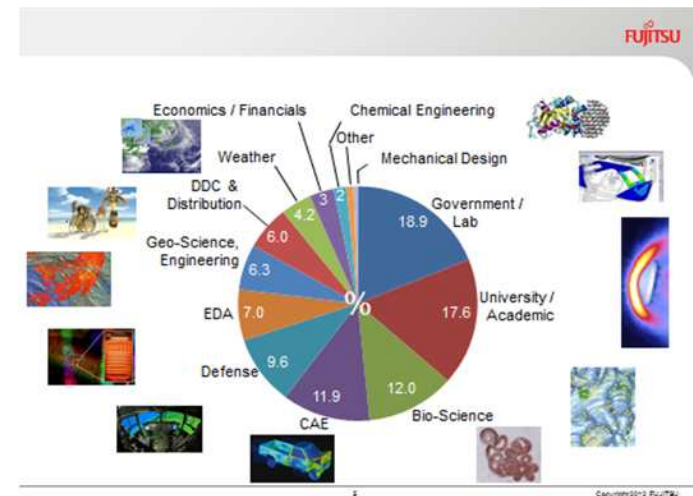 FUJITSU
Economics / Financials
Chemical Engineering
Other
Weather
Mechanical Design
DDC &
Distribution
Government /
Lab
Geo-Science,
Engineering
University /
Academic
EDA
Defense
CAE
Bio-Science
%
18.9
17.6
12.0
11.9
9.6
7.0
6.3
6.0
4.2
3
2
Copyright2012 FUJITSU